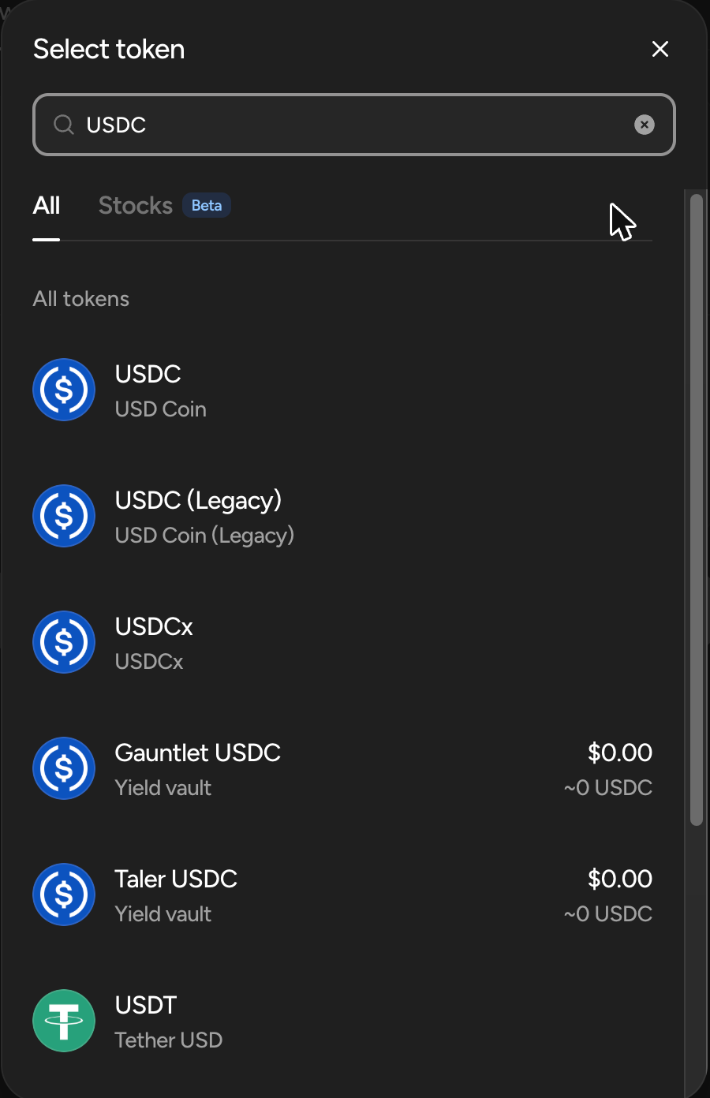 Select token
USDC
All
Stocks Beta
All tokens
USDC
USD Coin
USDC (Legacy)
USD Coin (Legacy)
USDCx
USDCx
Gauntlet USDC $0.00
Yield vault ~0 USDC
Taler USDC $0.00
Yield vault ~0 USDC
USDT
Tether USD